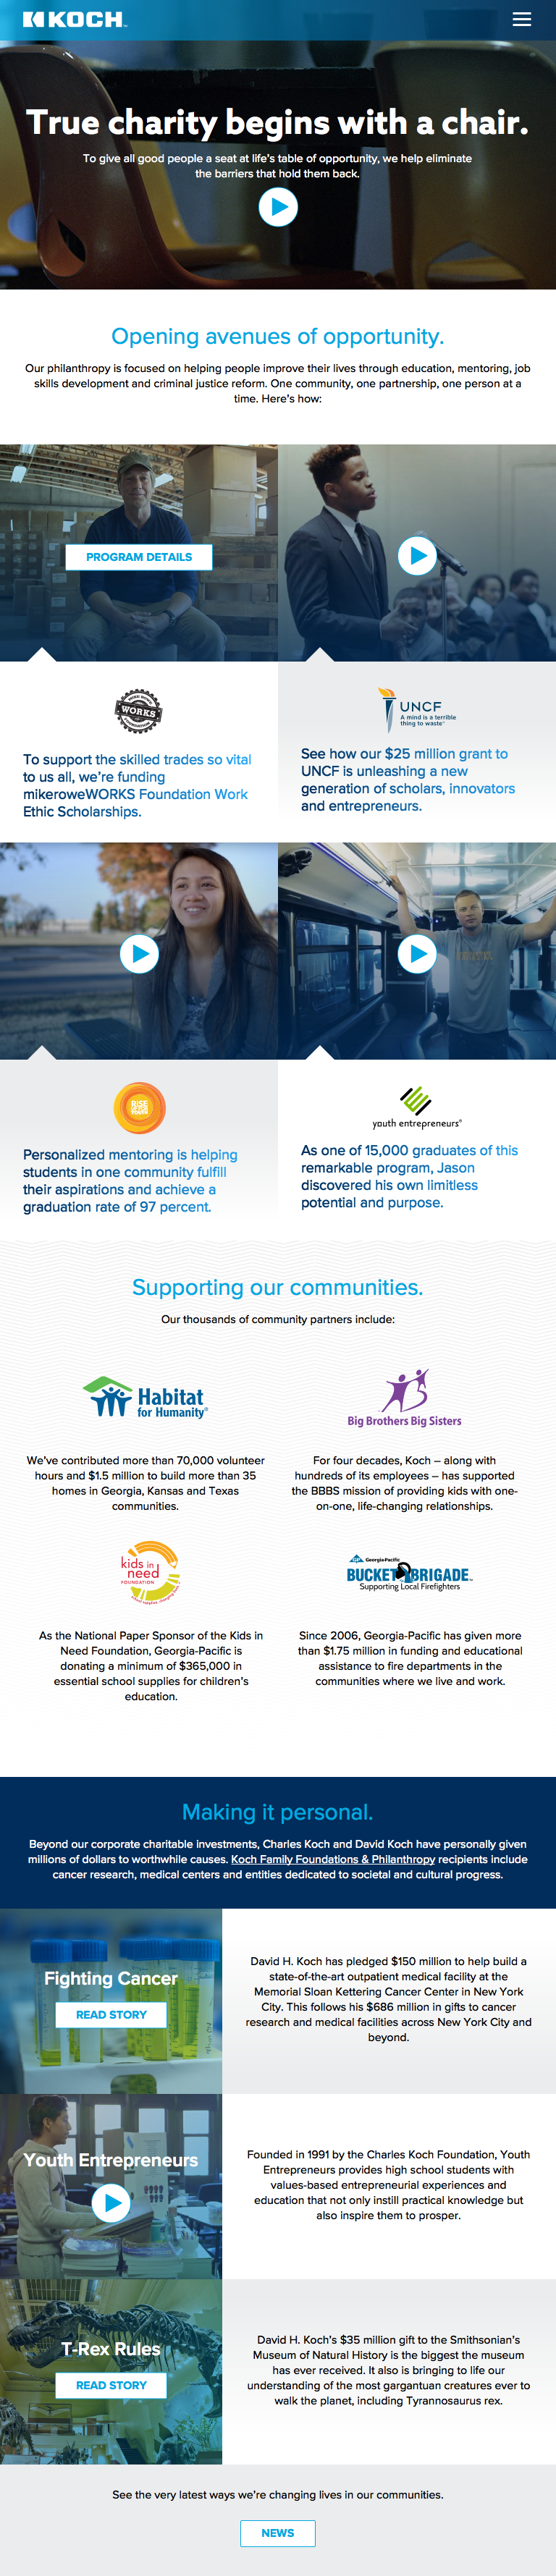 KOCH
True charity begins with a chair.
To give all good people a seat at life's table of opportunity, we help eliminate
the barriers that hold them back.
Opening avenues of opportunity.
Our philanthropy is focused on helping people improve their lives through education, mentoring, job
skills development and criminal justice reform. One community, one partnership, one person at a
time. Here's how:
PROGRAM DETAILS
WORKS
To support the skilled trades so vital
to us all, we're funding
mikeroweWORKS Foundation Work
Ethic Scholarships.
UNCF
A mind is a terrible
thing to waste®
See how our $25 million grant to
UNCF is unleashing a new
generation of scholars, innovators
and entrepreneurs.
RISE
YOUTH
Personalized mentoring is helping
students in one community fulfill
their aspirations and achieve a
graduation rate of 97 percent.
youth entrepreneurs®
As one of 15,000 graduates of this
remarkable program, Jason
discovered his own limitless
potential and purpose.
Supporting our communities.
Our thousands of community partners include:
Habitat
for Humanity®
We've contributed more than 70,000 volunteer
hours and $1.5 million to build more than 35
homes in Georgia, Kansas and Texas
communities.
Big Brothers Big Sisters
For four decades, Koch – along with
hundreds of its employees – has supported
the BBBS mission of providing kids with one-
on-one, life-changing relationships.
kids in
need
FOUNDATION
As the National Paper Sponsor of the Kids in
Need Foundation, Georgia-Pacific is
donating a minimum of $365,000 in
essential school supplies for children's
education.
GP Georgia-Pacific
BUCKET BRIGADE™
Supporting Local Firefighters
Since 2006, Georgia-Pacific has given more
than $1.75 million in funding and educational
assistance to fire departments in the
communities where we live and work.
Making it personal.
Beyond our corporate charitable investments, Charles Koch and David Koch have personally given
millions of dollars to worthwhile causes. Koch Family Foundations & Philanthropy recipients include
cancer research, medical centers and entities dedicated to societal and cultural progress.
Fighting Cancer
READ STORY
David H. Koch has pledged $150 million to help build a
state-of-the-art outpatient medical facility at the
Memorial Sloan Kettering Cancer Center in New York
City. This follows his $686 million in gifts to cancer
research and medical facilities across New York City and
beyond.
Youth Entrepreneurs
Founded in 1991 by the Charles Koch Foundation, Youth
Entrepreneurs provides high school students with
values-based entrepreneurial experiences and
education that not only instill practical knowledge but
also inspire them to prosper.
T-Rex Rules
READ STORY
David H. Koch's $35 million gift to the Smithsonian's
Museum of Natural History is the biggest the museum
has ever received. It also is bringing to life our
understanding of the most gargantuan creatures ever to
walk the planet, including Tyrannosaurus rex.
See the very latest ways we're changing lives in our communities.
NEWS